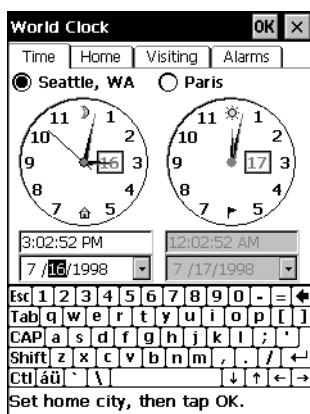 World Clock OK ×
Time Home Visiting Alarms
Seattle, WA Paris
11 1 11 1
10 2 10 2
9 16 3 9 17 3
8 4 8 4
7 5 7 5
3:02:52 PM 12:02:52 AM
7 /16/1998 7 /17/1998
Esc 1 2 3 4 5 6 7 8 9 0 - =
Tab q w e r t y u i o p [ ]
CAP a s d f g h j k l ; '
Shift z x c v b n m , . /
Ctl áü ` \
Set home city, then tap OK.